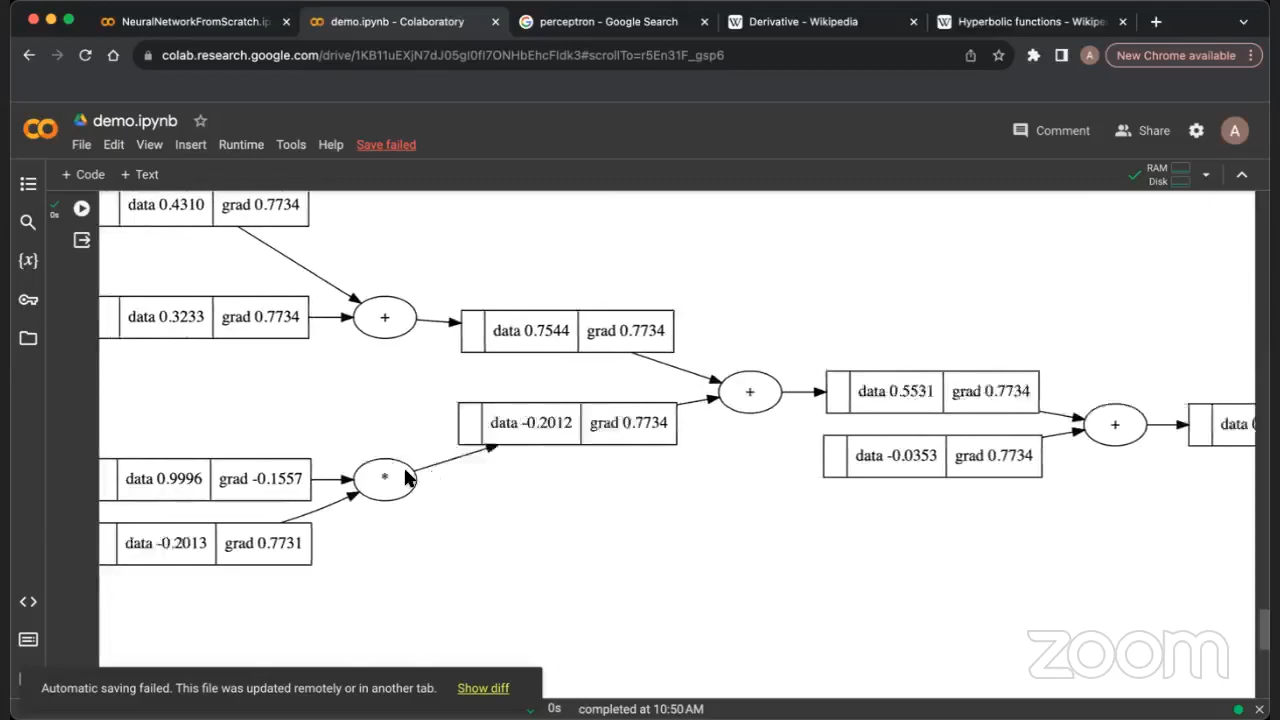 NeuralNetworkFromScratch.ip
demo.ipynb - Colaboratory
perceptron - Google Search
Derivative - Wikipedia
Hyperbolic functions - Wikipe
colab.research.google.com/drive/1KB11uEXjN7dJ05gI0fI7ONHbEhcFIdk3#scrollTo=r5En31F_gsp6
A
New Chrome available
demo.ipynb
Comment
Share
A
File Edit View Insert Runtime Tools Help Save failed
+ Code + Text
RAM
Disk
0s
data 0.4310 grad 0.7734
data 0.3233 grad 0.7734
+
data 0.7544 grad 0.7734
+
data 0.5531 grad 0.7734
data -0.2012 grad 0.7734
+
data
data -0.0353 grad 0.7734
data 0.9996 grad -0.1557
*
data -0.2013 grad 0.7731
zoom
Automatic saving failed. This file was updated remotely or in another tab. Show diff
0s completed at 10:50 AM